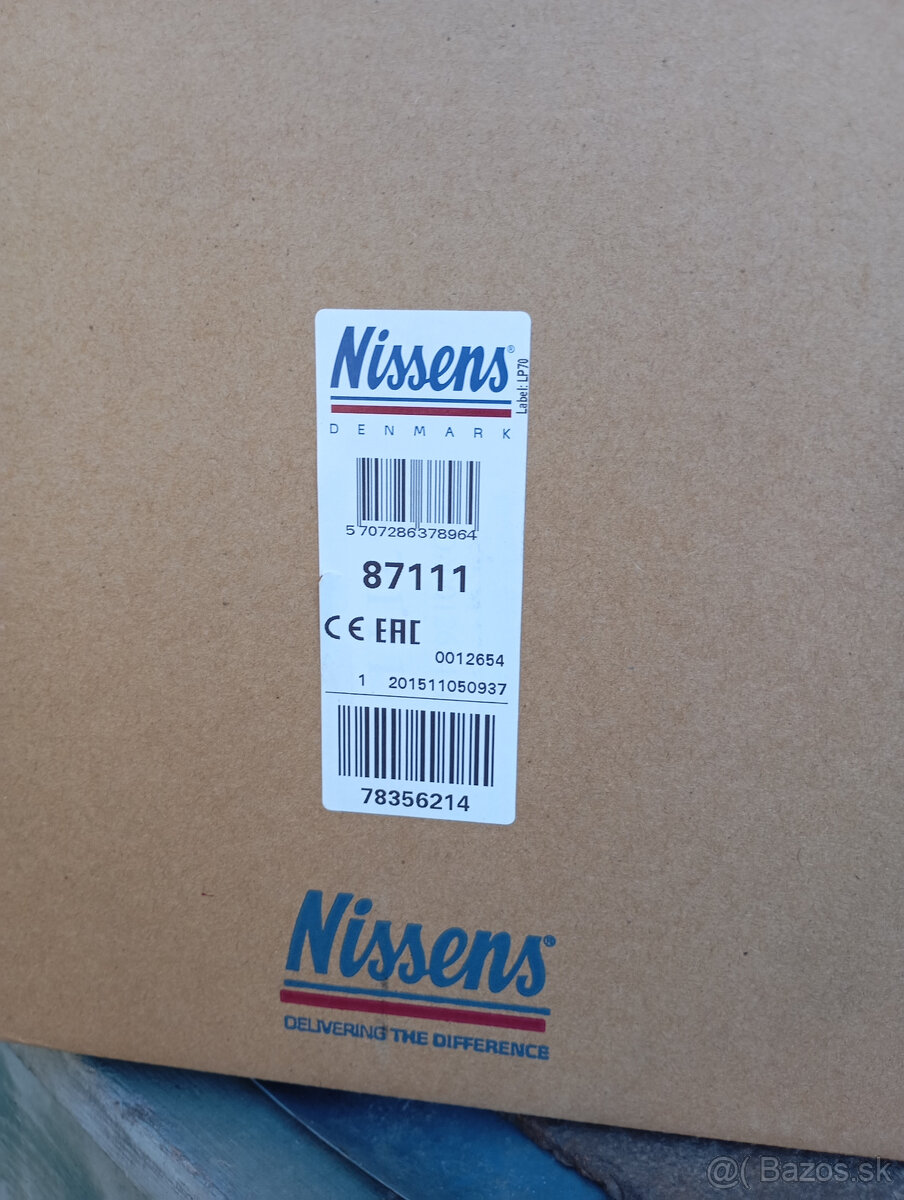 Nissens®
Label: LP70
DENMARK
5 707286 378964
87111
CE EAC
0012654
1 201511050937
78356214
Nissens®
DELIVERING THE DIFFERENCE
@( Bazos.sk